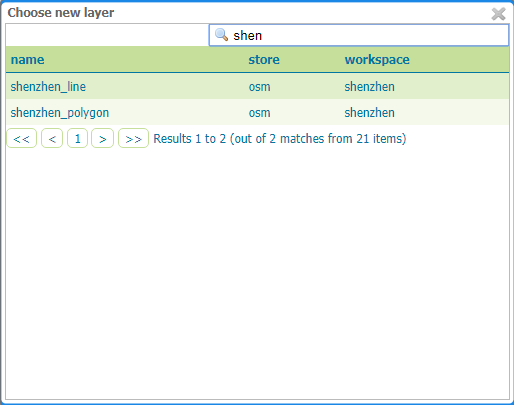 Choose new layer
shen
name store workspace
shenzhen_line osm shenzhen
shenzhen_polygon osm shenzhen
<< < 1 > >> Results 1 to 2 (out of 2 matches from 21 items)